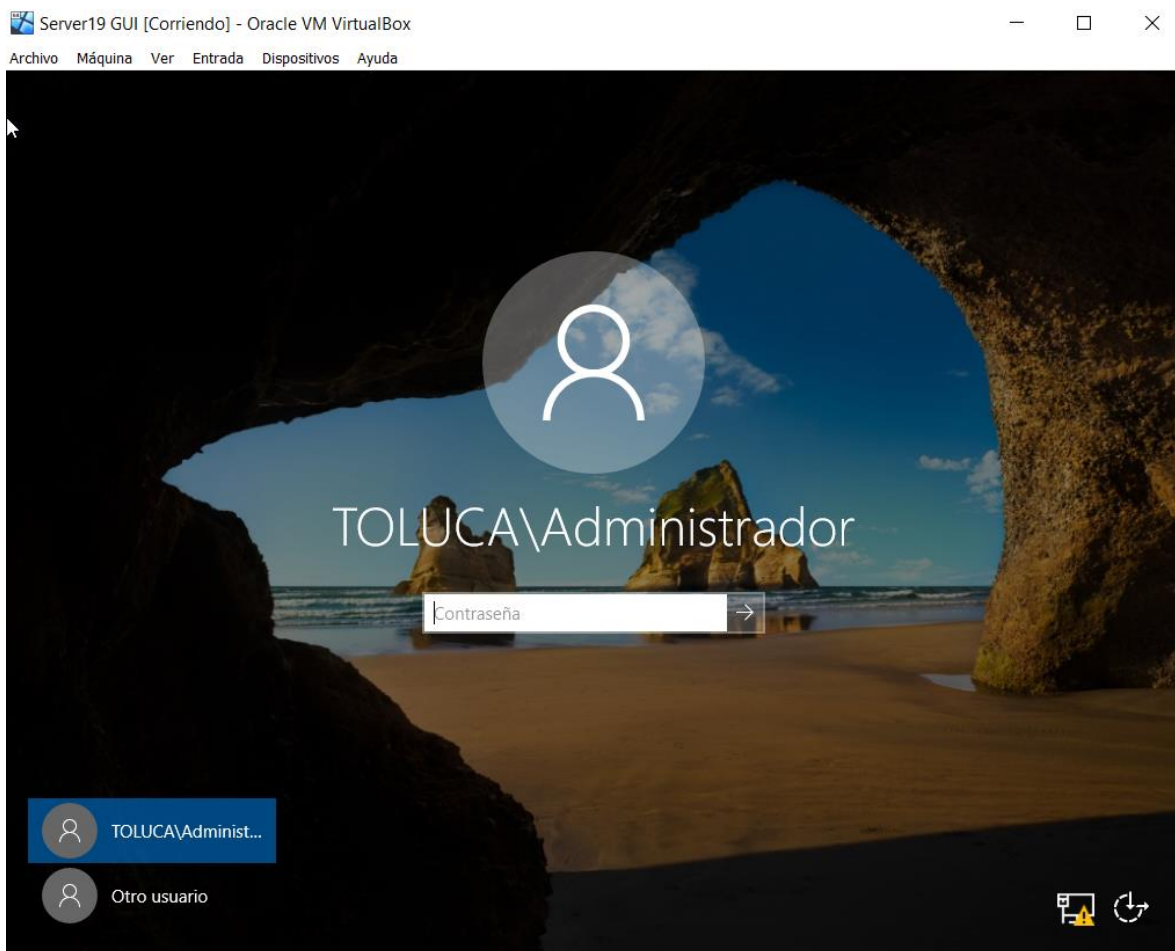 Server19 GUI [Corriendo] - Oracle VM VirtualBox
Archivo Máquina Ver Entrada Dispositivos Ayuda
TOLUCA\Administrador
Contraseña
TOLUCA\Administ...
Otro usuario